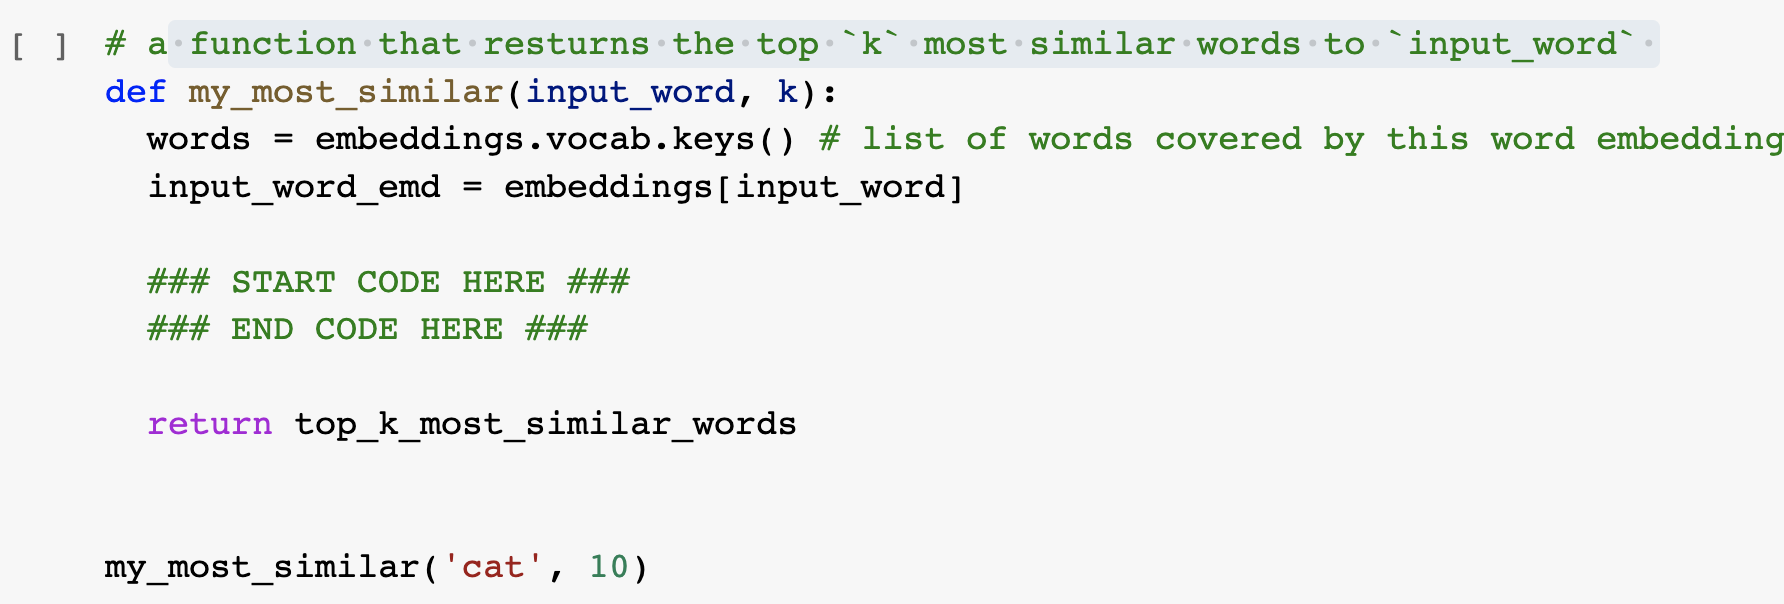 [ ] # a function that resturns the top `k` most similar words to `input_word`
def my_most_similar(input_word, k):
words = embeddings.vocab.keys() # list of words covered by this word embedding
input_word_emd = embeddings[input_word]
### START CODE HERE ###
### END CODE HERE ###
return top_k_most_similar_words
my_most_similar('cat', 10)